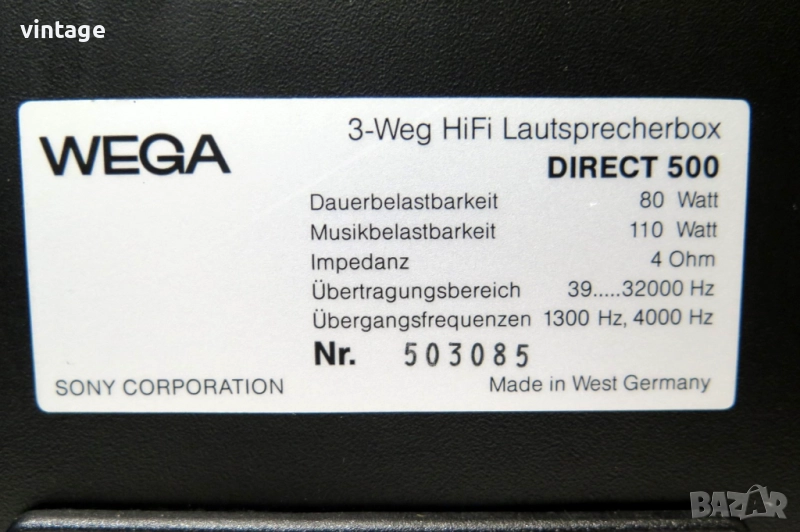 vintage
WEGA
3-Weg HiFi Lautsprecherbox
DIRECT 500
Dauerbelastbarkeit 80 Watt
Musikbelastbarkeit 110 Watt
Impedanz 4 Ohm
Übertragungsbereich 39.....32000 Hz
Übergangsfrequenzen 1300 Hz, 4000 Hz
Nr. 503085
SONY CORPORATION Made in West Germany
BAZAR